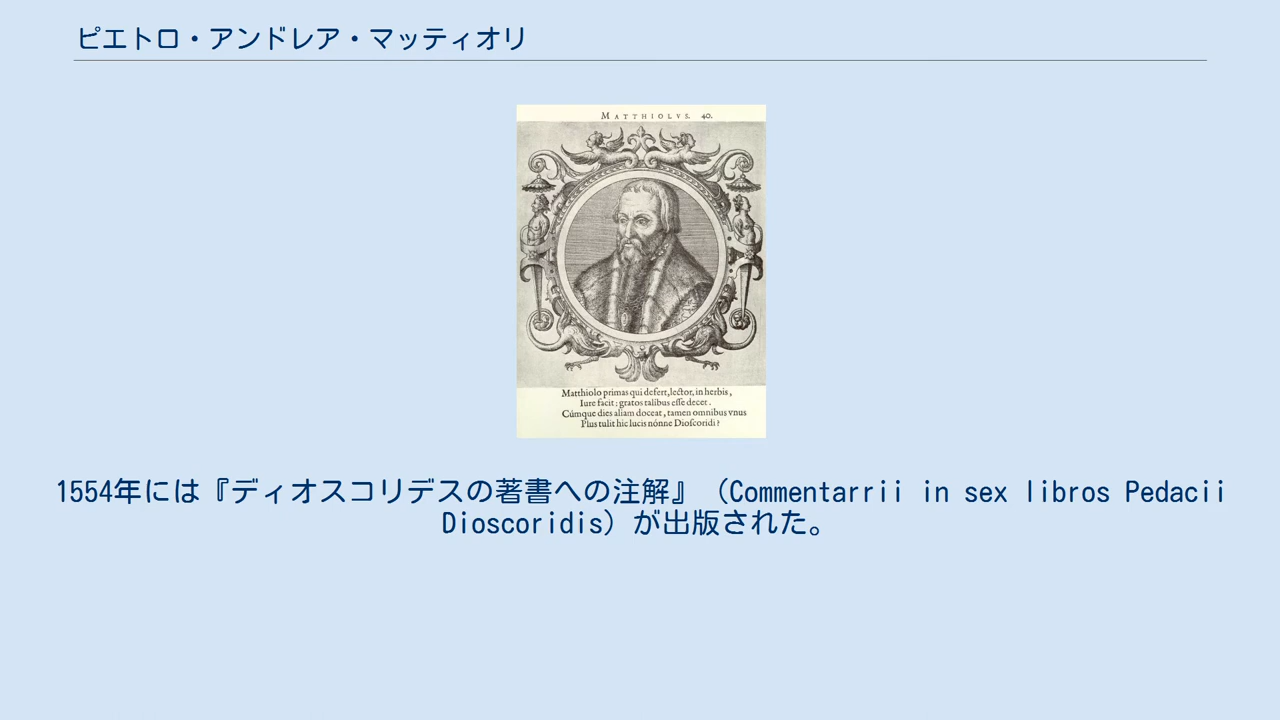 ピエトロ・アンドレア・マッティオリ
MATTHIOLVS. 40.
Matthiolo primas qui defert, lector, in herbis,
Iure facit: gratos talibus esse decet.
Cúmque dies aliam doceat, tamen omnibus vnus
Plus tulit hic lucis nónne Dioscoridi?
1554年には『ディオスコリデスの著書への注解』（Commentarrii in sex libros Pedacii
Dioscoridis）が出版された。